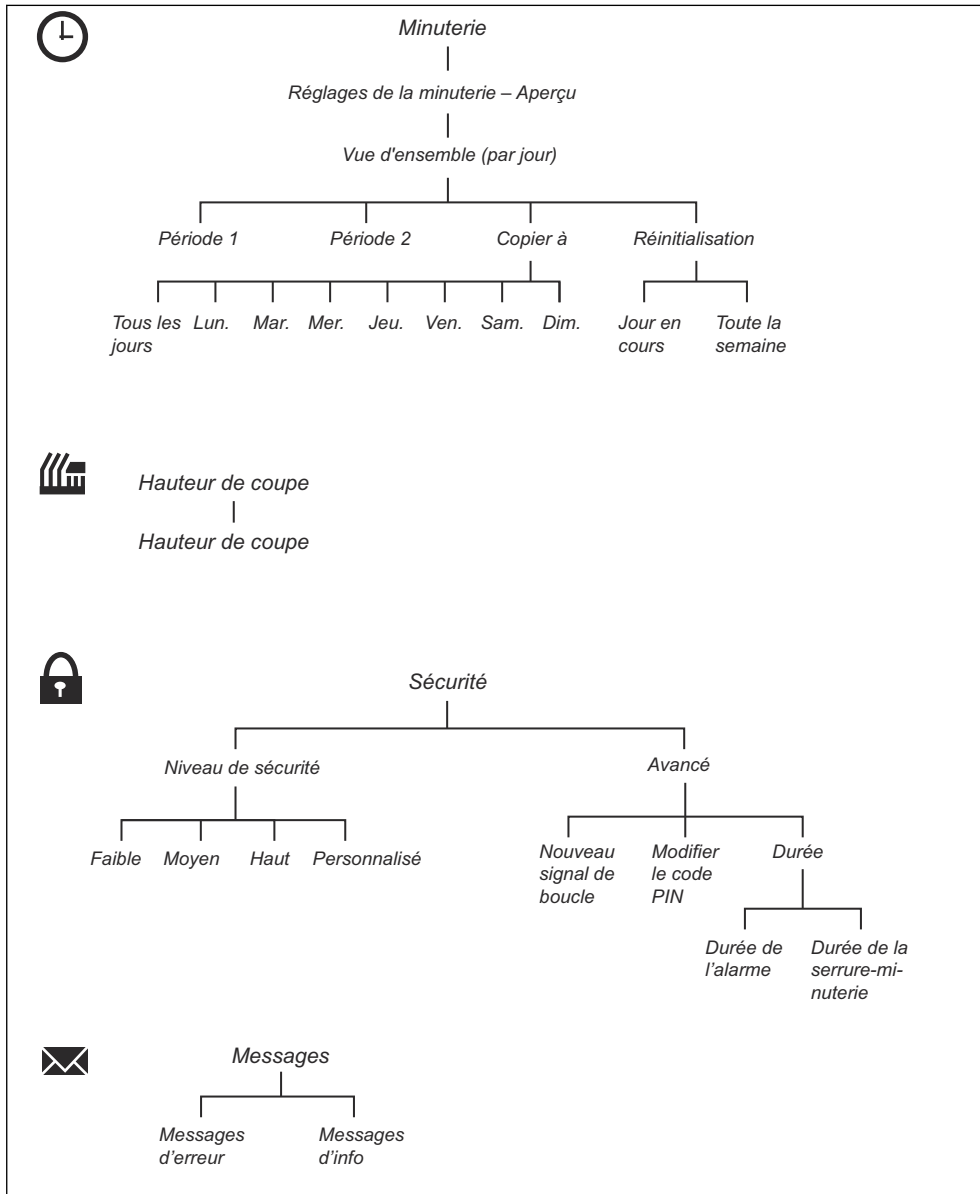 Minuterie
Réglages de la minuterie – Aperçu
Vue d'ensemble (par jour)
Période 1
Période 2
Copier à
Réinitialisation
Tous les
jours
Lun.
Mar.
Mer.
Jeu.
Ven.
Sam.
Dim.
Jour en
cours
Toute la
semaine
Hauteur de coupe
Hauteur de coupe
Sécurité
Niveau de sécurité
Avancé
Faible
Moyen
Haut
Personnalisé
Nouveau
signal de
boucle
Modifier
le code
PIN
Durée
Durée de
l’alarme
Durée de la
serrure-mi-
nuterie
Messages
Messages
d’erreur
Messages
d’info